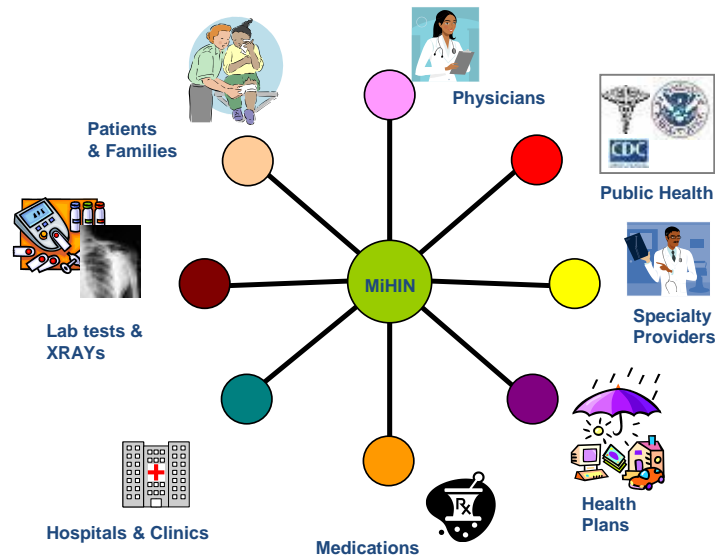 Physicians
Patients
& Families
CDC
Public Health
MiHIN
Specialty
Providers
Lab tests &
XRAYs
Rx
Health
Plans
Hospitals & Clinics
Medications